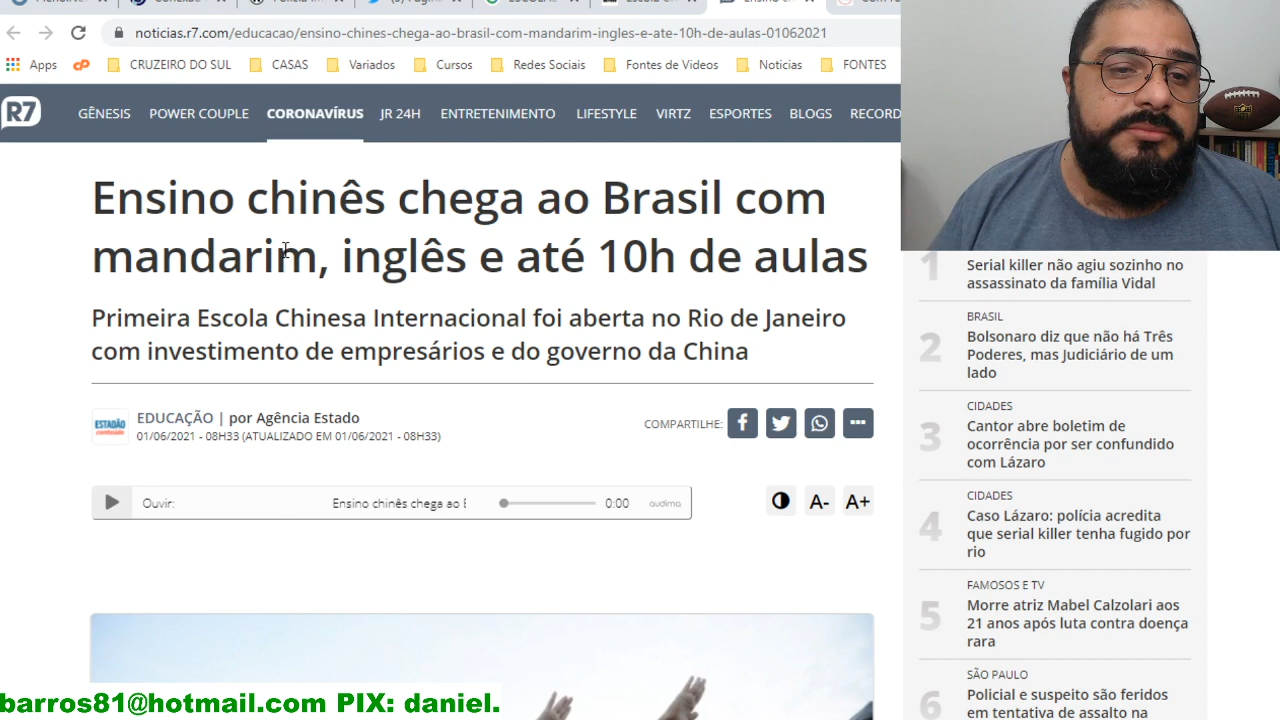 noticias.r7.com/educacao/ensino-chines-chega-ao-brasil-com-mandarim-ingles-e-ate-10h-de-aulas-01062021
Apps CRUZEIRO DO SUL CASAS Variados Cursos Redes Sociais Fontes de Videos Noticias FONTES
R7 GÊNESIS POWER COUPLE CORONAVÍRUS JR 24H ENTRETENIMENTO LIFESTYLE VIRTZ ESPORTES BLOGS RECORD
Ensino chinês chega ao Brasil com
mandarim, inglês e até 10h de aulas
Primeira Escola Chinesa Internacional foi aberta no Rio de Janeiro
com investimento de empresários e do governo da China
ESTADÃO
conteúdo
EDUCAÇÃO | por Agência Estado
01/06/2021 - 08H33 (ATUALIZADO EM 01/06/2021 - 08H33)
COMPARTILHE:
Ouvir: Ensino chinês chega ao 0:00 audima
A- A+
1 Serial killer não agiu sozinho no
assassinato da família Vidal
BRASIL
2 Bolsonaro diz que não há Três
Poderes, mas Judiciário de um
lado
CIDADES
3 Cantor abre boletim de
ocorrência por ser confundido
com Lázaro
CIDADES
4 Caso Lázaro: polícia acredita
que serial killer tenha fugido por
rio
FAMOSOS E TV
5 Morre atriz Mabel Calzolari aos
21 anos após luta contra doença
rara
SÃO PAULO
6 Policial e suspeito são feridos
em tentativa de assalto na
barros81@hotmail.com PIX: daniel.